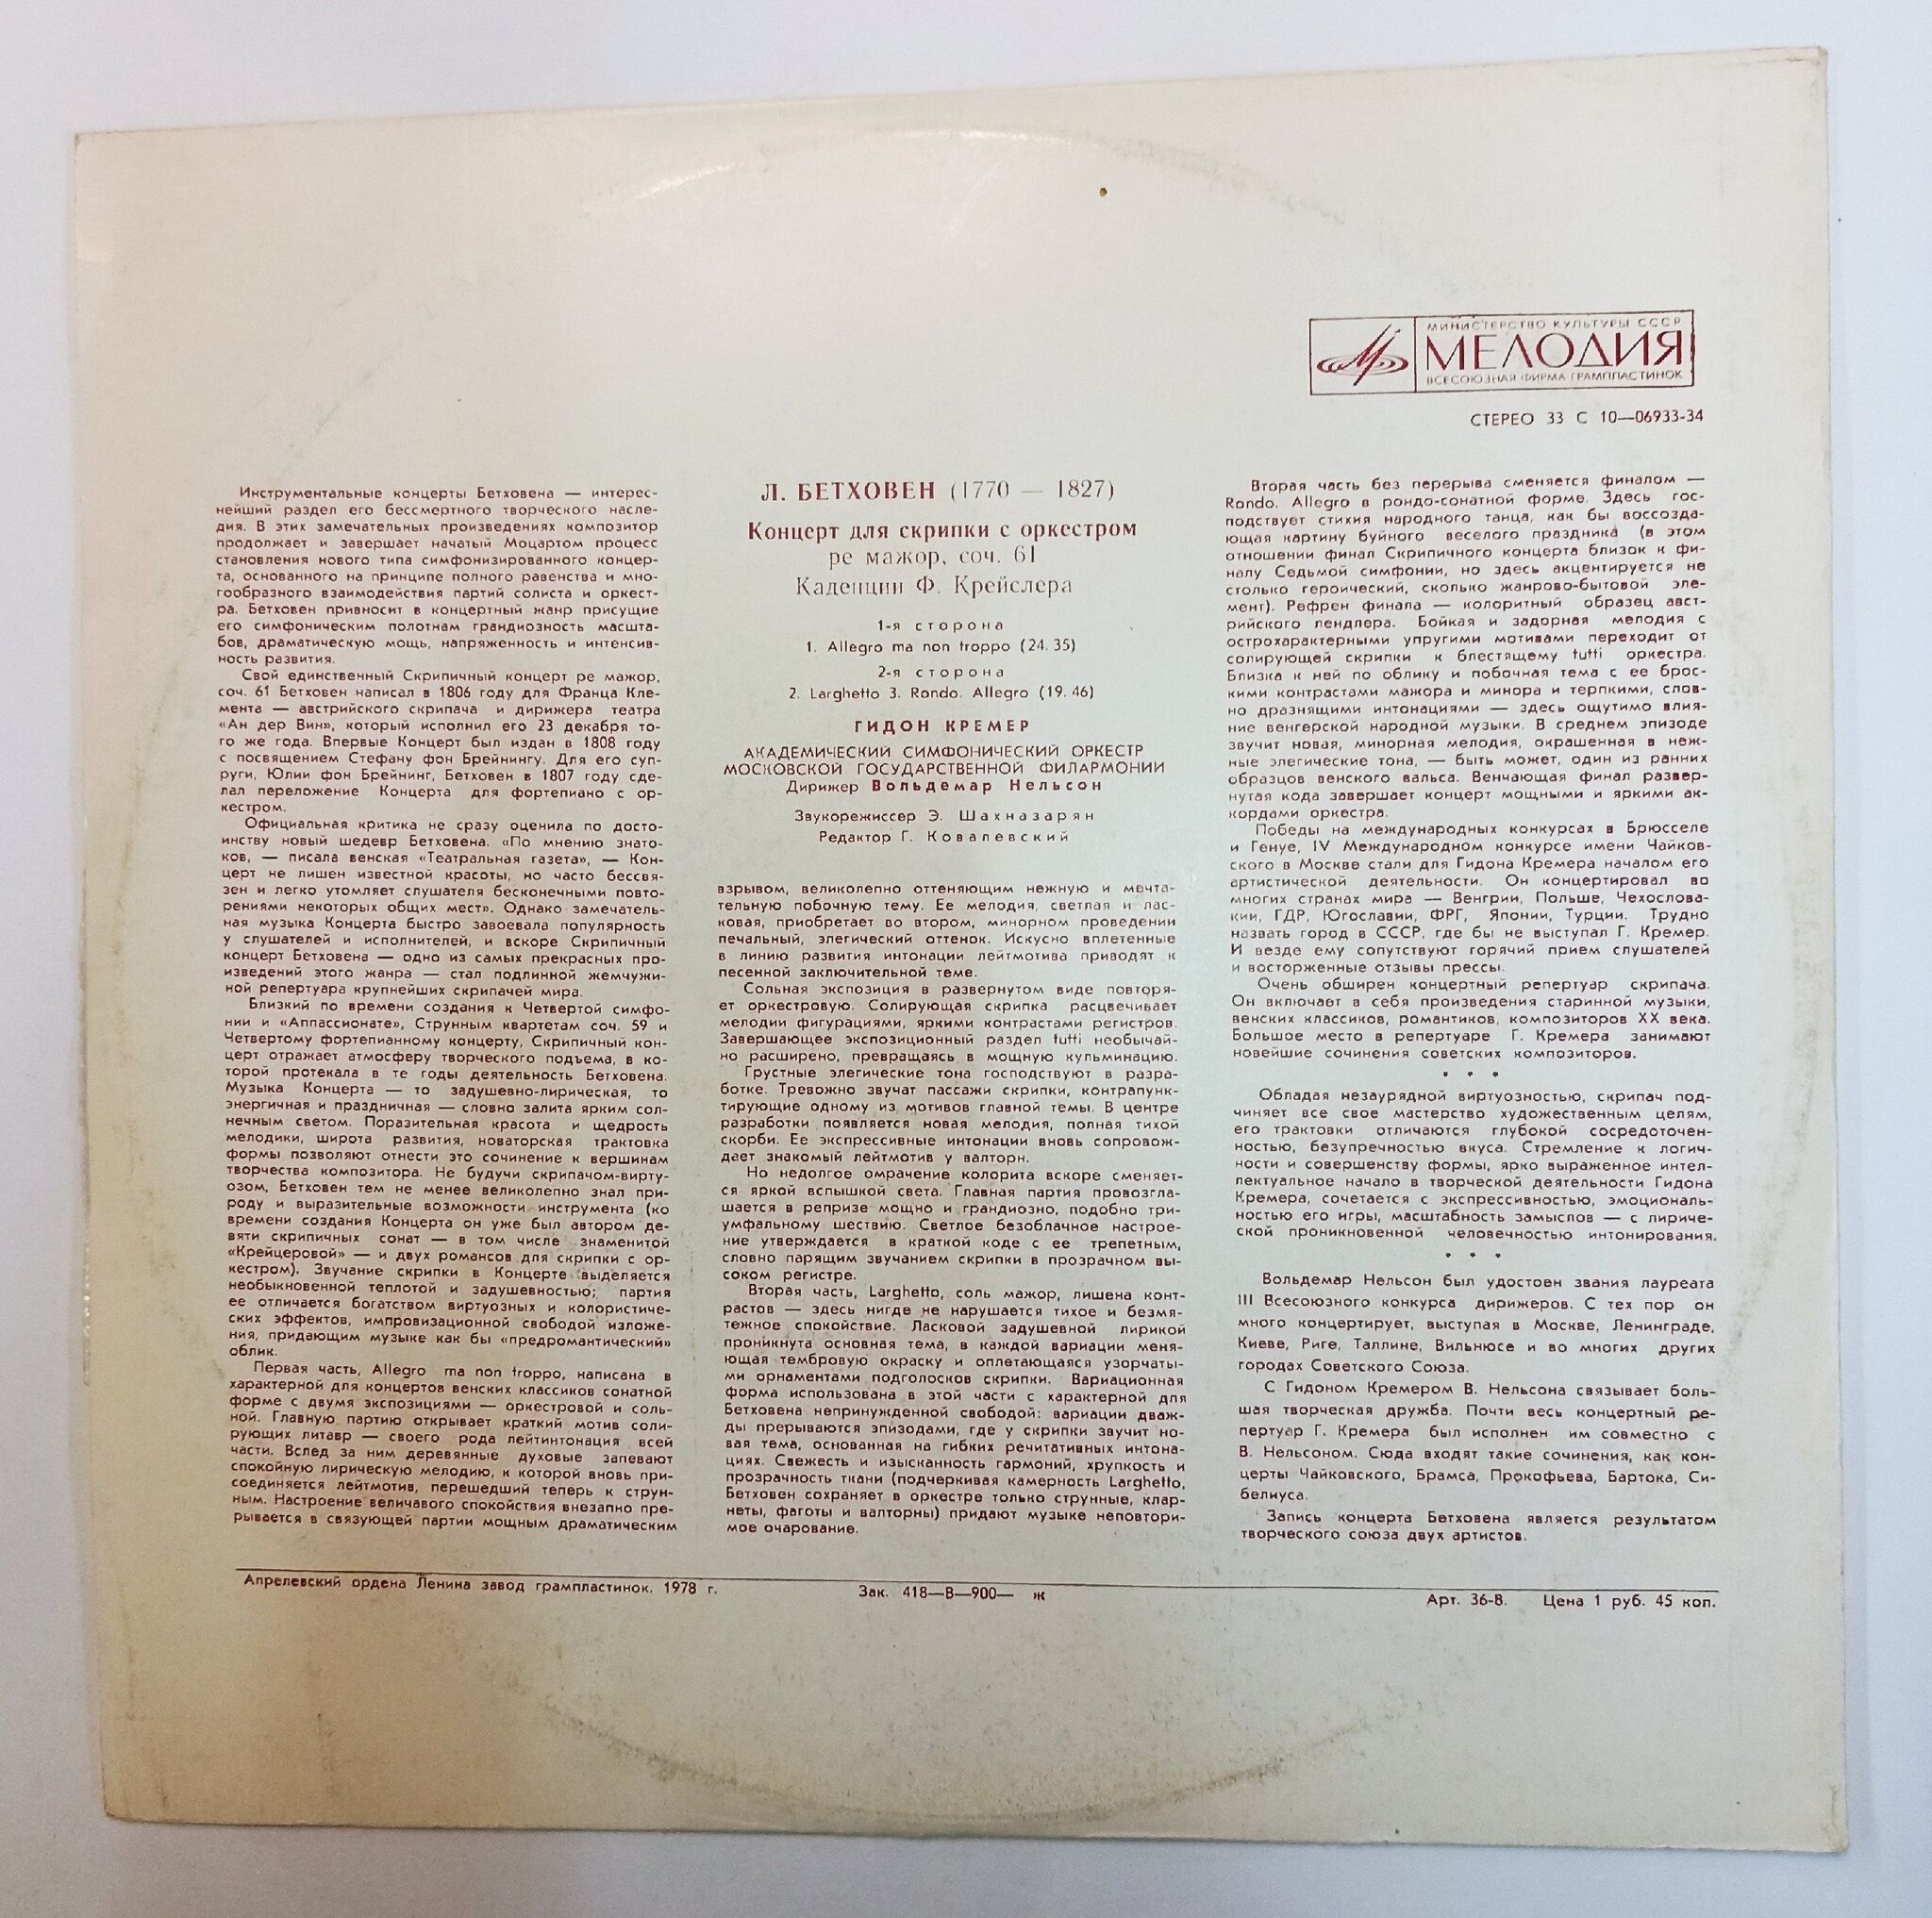 МИНИСТЕРСТВО КУЛЬТУРЫ СССР
МЕЛОДИЯ
ВСЕСОЮЗНАЯ ФИРМА ГРАМПЛАСТИНОК
СТЕРЕО 33 С 10—06933-34
Инструментальные концерты Бетховена — интерес-
нейший раздел его бессмертного творческого насле-
дия. В этих замечательных произведениях композитор
продолжает и завершает начатый Моцартом процесс
становления нового типа симфонизированного концер-
та, основанного на принципе полного равенства и мно-
гообразного взаимодействия партий солиста и оркест-
ра. Бетховен привносит в концертный жанр присущие
его симфоническим полотнам грандиозность масшта-
бов, драматическую мощь, напряженность и интенсив-
ность развития.
Свой единственный Скрипичный концерт ре мажор,
соч. 61 Бетховен написал в 1806 году для Франца Кле-
мента — австрийского скрипача и дирижера театра
«Ан дер Вин», который исполнил его 23 декабря то-
го же года. Впервые Концерт был издан в 1808 году
с посвящением Стефану фон Брейнингу. Для его суп-
руги, Юлии фон Брейнинг, Бетховен в 1807 году сде-
лал переложение Концерта для фортепиано с ор-
кестром.
Официальная критика не сразу оценила по досто-
инству новый шедевр Бетховена. «По мнению знато-
ков, — писала венская «Театральная газета», — Кон-
церт не лишен известной красоты, но часто бессвя-
зен и легко утомляет слушателя бесконечными повто-
рениями некоторых общих мест». Однако замечатель-
ная музыка Концерта быстро завоевала популярность
у слушателей и исполнителей, и вскоре Скрипичный
концерт Бетховена — одно из самых прекрасных про-
изведений этого жанра — стал подлинной жемчужи-
ной репертуара крупнейших скрипачей мира.
Близкий по времени создания к Четвертой симфо-
нии и «Аппассионате», Струнным квартетам соч. 59 и
Четвертому фортепианному концерту, Скрипичный кон-
церт отражает атмосферу творческого подъема, в ко-
торой протекала в те годы деятельность Бетховена.
Музыка Концерта — то задушевно-лирическая, то
энергичная и праздничная — словно залита ярким сол-
нечным светом. Поразительная красота и щедрость
мелодики, широта развития, новаторская трактовка
формы позволяют отнести это сочинение к вершинам
творчества композитора. Не будучи скрипачом-вирту-
озом, Бетховен тем не менее великолепно знал при-
роду и выразительные возможности инструмента (ко
времени создания Концерта он уже был автором де-
вяти скрипичных сонат — в том числе знаменитой
«Крейцеровой» — и двух романсов для скрипки с ор-
кестром). Звучание скрипки в Концерте выделяется
необыкновенной теплотой и задушевностью; партия
ее отличается богатством виртуозных и колористиче-
ских эффектов, импровизационной свободой изложе-
ния, придающим музыке как бы «предромантический»
облик.
Первая часть, Allegro ma non troppo, написана в
характерной для концертов венских классиков сонатной
форме с двумя экспозициями — оркестровой и соль-
ной. Главную партию открывает краткий мотив соли-
рующих литавр — своего рода лейтинтонация всей
части. Вслед за ним деревянные духовые запевают
спокойную лирическую мелодию, к которой вновь при-
соединяется лейтмотив, перешедший теперь к струн-
ным. Настроение величавого спокойствия внезапно пре-
рывается в связующей партии мощным драматическим
Л. БЕТХОВЕН (1770 — 1827)
Концерт для скрипки с оркестром
ре мажор, соч. 61
Каденции Ф. Крейслера
1-я сторона
1. Allegro ma non troppo (24. 35)
2-я сторона
2. Larghetto 3. Rondo. Allegro (19. 46)
ГИДОН КРЕМЕР
АКАДЕМИЧЕСКИЙ СИМФОНИЧЕСКИЙ ОРКЕСТР
МОСКОВСКОЙ ГОСУДАРСТВЕННОЙ ФИЛАРМОНИИ
Дирижер Вольдемар Нельсон
Звукорежиссер Э. Шахназарян
Редактор Г. Ковалевский
взрывом, великолепно оттеняющим нежную и мечта-
тельную побочную тему. Ее мелодия, светлая и лас-
ковая, приобретает во втором, минорном проведении
печальный, элегический оттенок. Искусно вплетенные
в линию развития интонации лейтмотива приводят к
песенной заключительной теме.
Сольная экспозиция в развернутом виде повторя-
ет оркестровую. Солирующая скрипка расцвечивает
мелодии фигурациями, яркими контрастами регистров.
Завершающее экспозиционный раздел tutti необычай-
но расширено, превращаясь в мощную кульминацию.
Грустные элегические тона господствуют в разра-
ботке. Тревожно звучат пассажи скрипки, контрапунк-
тирующие одному из мотивов главной темы. В центре
разработки появляется новая мелодия, полная тихой
скорби. Ее экспрессивные интонации вновь сопровож-
дает знакомый лейтмотив у валторн.
Но недолгое омрачение колорита вскоре сменяет-
ся яркой вспышкой света. Главная партия провозгла-
шается в репризе мощно и грандиозно, подобно три-
умфальному шествию. Светлое безоблачное настрое-
ние утверждается в краткой коде с ее трепетным,
словно парящим звучанием скрипки в прозрачном вы-
соком регистре.
Вторая часть, Larghetto, соль мажор, лишена конт-
растов — здесь нигде не нарушается тихое и безмя-
тежное спокойствие. Ласковой задушевной лирикой
проникнута основная тема, в каждой вариации меня-
ющая тембровую окраску и оплетающаяся узорчаты-
ми орнаментами подголосков скрипки. Вариационная
форма использована в этой части с характерной для
Бетховена непринужденной свободой: вариации дваж-
ды прерываются эпизодами, где у скрипки звучит но-
вая тема, основанная на гибких речитативных интона-
циях. Свежесть и изысканность гармоний, хрупкость и
прозрачность ткани (подчеркивая камерность Larghetto,
Бетховен сохраняет в оркестре только струнные, клар-
неты, фаготы и валторны) придают музыке неповтори-
мое очарование.
Вторая часть без перерыва сменяется финалом —
Rondo. Allegro в рондо-сонатной форме. Здесь гос-
подствует стихия народного танца, как бы воссозда-
ющая картину буйного веселого праздника (в этом
отношении финал Скрипичного концерта близок к фи-
налу Седьмой симфонии, но здесь акцентируется не
столько героический, сколько жанрово-бытовой эле-
мент). Рефрен финала — колоритный образец авст-
рийского лендлера. Бойкая и задорная мелодия с
острохарактерными упругими мотивами переходит от
солирующей скрипки к блестящему tutti оркестра.
Близка к ней по облику и побочная тема с ее брос-
кими контрастами мажора и минора и терпкими, слов-
но дразнящими интонациями — здесь ощутимо влия-
ние венгерской народной музыки. В среднем эпизоде
звучит новая, минорная мелодия, окрашенная в неж-
ные элегические тона, — быть может, один из ранних
образцов венского вальса. Венчающая финал развер-
нутая кода завершает концерт мощными и яркими ак-
кордами оркестра.
Победы на международных конкурсах в Брюсселе
и Генуе, IV Международном конкурсе имени Чайков-
ского в Москве стали для Гидона Кремера началом его
артистической деятельности. Он концертировал во
многих странах мира — Венгрии, Польше, Чехослова-
кии, ГДР, Югославии, ФРГ, Японии, Турции. Трудно
назвать город в СССР, где бы не выступал Г. Кремер.
И везде ему сопутствуют горячий прием слушателей
и восторженные отзывы прессы.
Очень обширен концертный репертуар скрипача.
Он включает в себя произведения старинной музыки,
венских классиков, романтиков, композиторов XX века.
Большое место в репертуаре Г. Кремера занимают
новейшие сочинения советских композиторов.
* * *
Обладая незаурядной виртуозностью, скрипач под-
чиняет все свое мастерство художественным целям,
его трактовки отличаются глубокой сосредоточен-
ностью, безупречностью вкуса. Стремление к логич-
ности и совершенству формы, ярко выраженное интел-
лектуальное начало в творческой деятельности Гидона
Кремера, сочетается с экспрессивностью, эмоциональ-
ностью его игры, масштабность замыслов — с лириче-
ской проникновенной человечностью интонирования.
* * *
Вольдемар Нельсон был удостоен звания лауреата
III Всесоюзного конкурса дирижеров. С тех пор он
много концертирует, выступая в Москве, Ленинграде,
Киеве, Риге, Таллине, Вильнюсе и во многих других
городах Советского Союза.
С Гидоном Кремером В. Нельсона связывает боль-
шая творческая дружба. Почти весь концертный ре-
пертуар Г. Кремера был исполнен им совместно с
В. Нельсоном. Сюда входят такие сочинения, как кон-
церты Чайковского, Брамса, Прокофьева, Бартока, Си-
белиуса.
Запись концерта Бетховена является результатом
творческого союза двух артистов.
Апрелевский ордена Ленина завод грампластинок. 1978 г.
Зак. 418—В—900— ж
Арт. 36-8. Цена 1 руб. 45 коп.